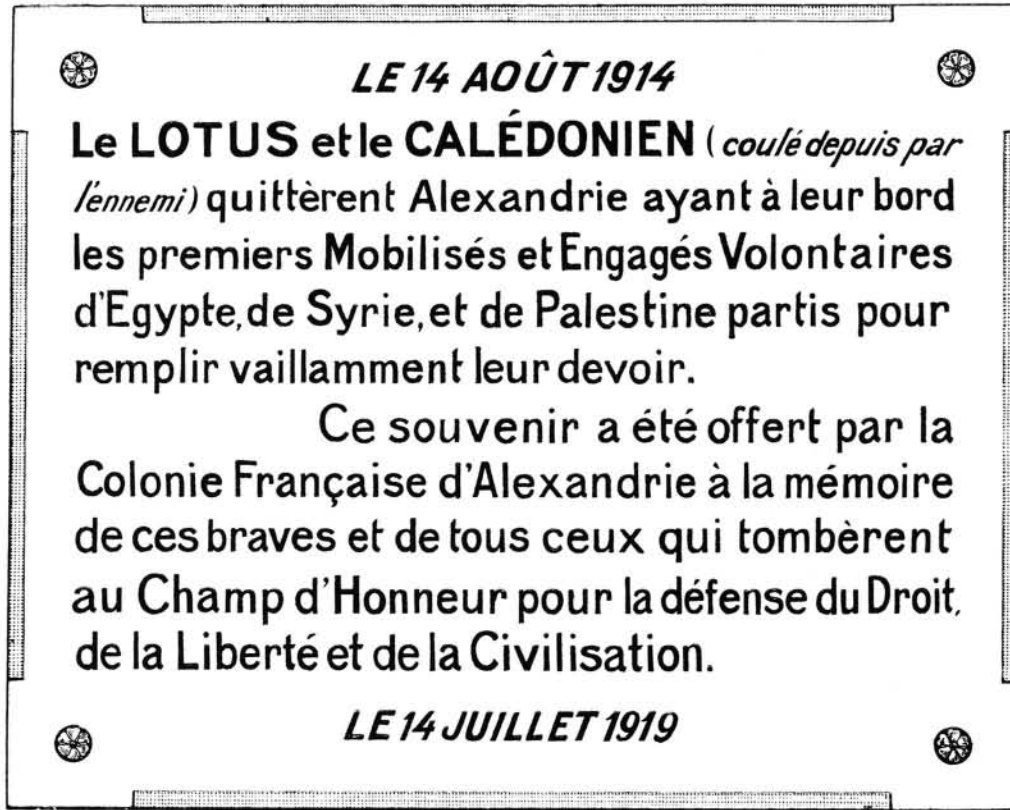 LE 14 AOÛT 1914
Le LOTUS et le CALÉDONIEN (coulé depuis par
l'ennemi) quittèrent Alexandrie ayant à leur bord
les premiers Mobilisés et Engagés Volontaires
d'Egypte, de Syrie, et de Palestine partis pour
remplir vaillamment leur devoir.
Ce souvenir a été offert par la
Colonie Française d'Alexandrie à la mémoire
de ces braves et de tous ceux qui tombèrent
au Champ d'Honneur pour la défense du Droit,
de la Liberté et de la Civilisation.
LE 14 JUILLET 1919